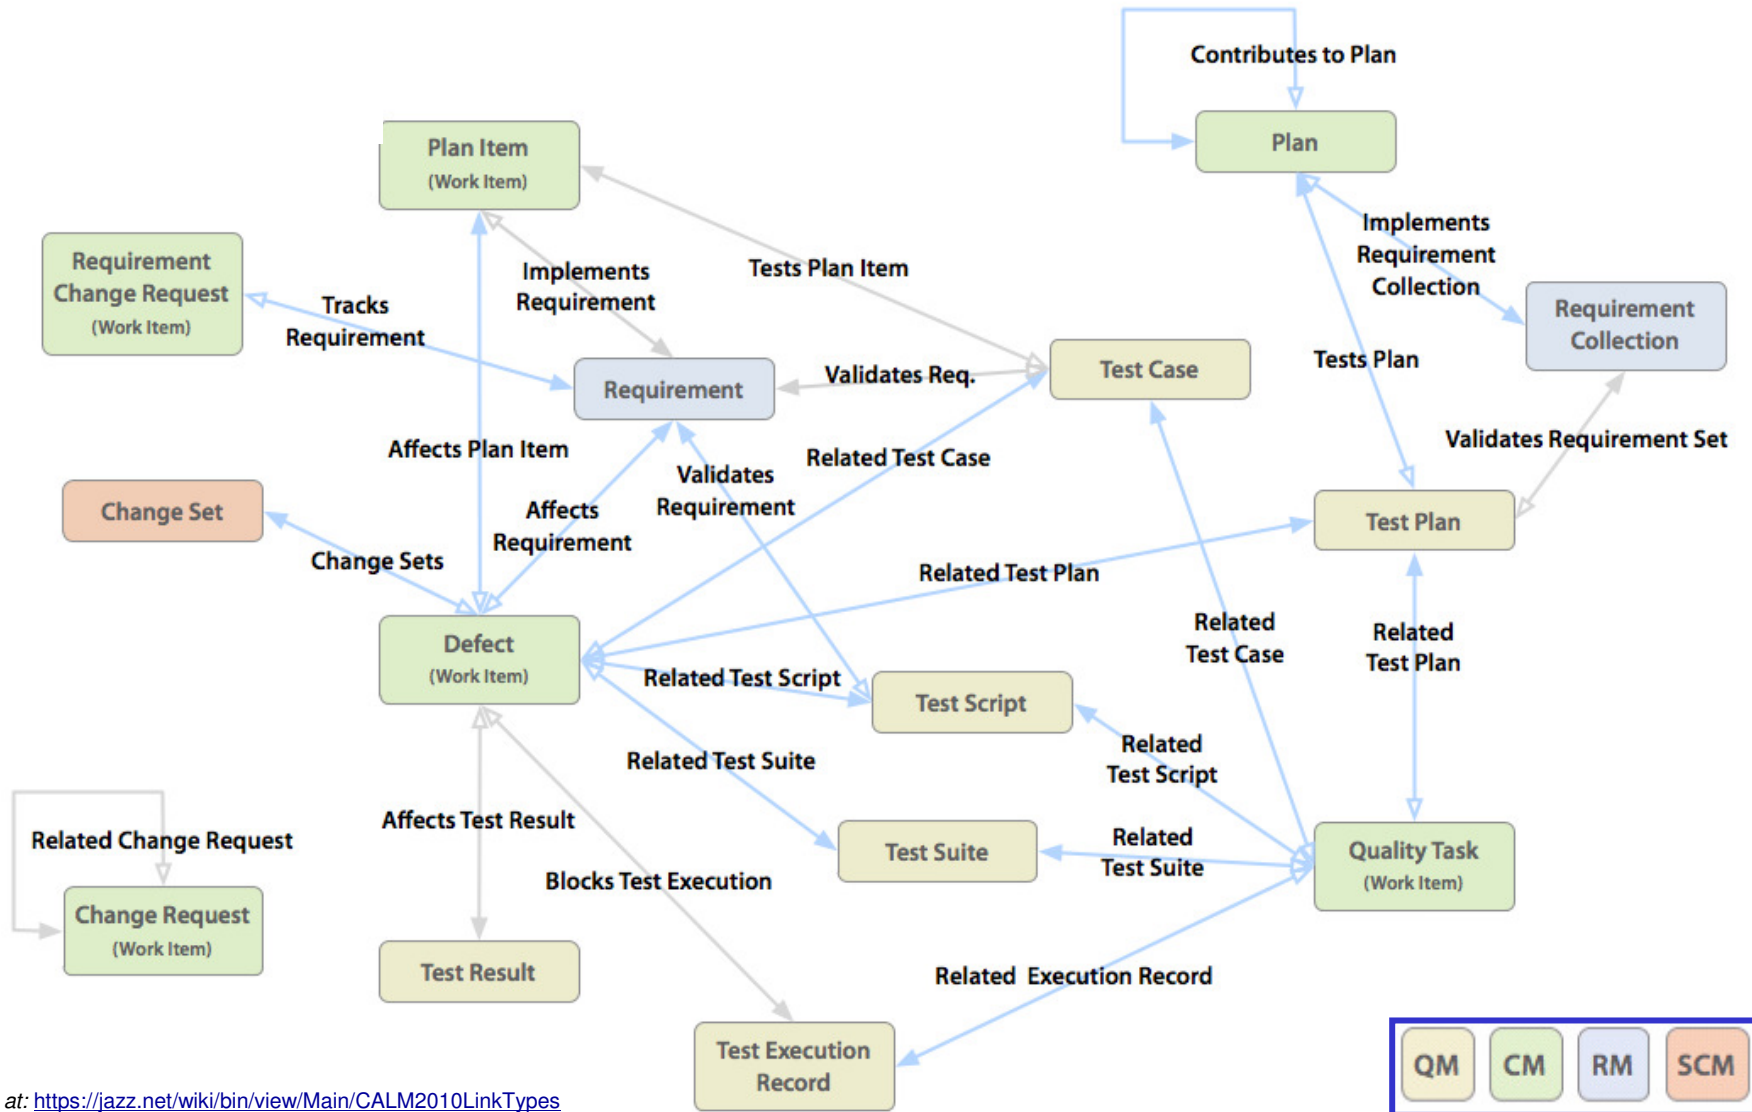 Contributes to Plan
Plan
Plan Item
(Work Item)
Implements
Requirement
Collection
Requirement
Change Request
(Work Item)
Tracks
Requirement
Implements
Requirement
Tests Plan Item
Requirement
Collection
Tests Plan
Requirement
Validates Req.
Test Case
Affects Plan Item
Validates
Requirement
Related Test Case
Validates Requirement Set
Change Set
Affects
Requirement
Test Plan
Change Sets
Related Test Plan
Defect
(Work Item)
Related
Test Case
Related
Test Plan
Related Test Script
Test Script
Related Test Suite
Related
Test Script
Affects Test Result
Related Change Request
Test Suite
Related
Test Suite
Quality Task
(Work Item)
Blocks Test Execution
Change Request
(Work Item)
Test Result
Related Execution Record
Test Execution
Record
QM
CM
RM
SCM
at: https://jazz.net/wiki/bin/view/Main/CALM2010LinkTypes